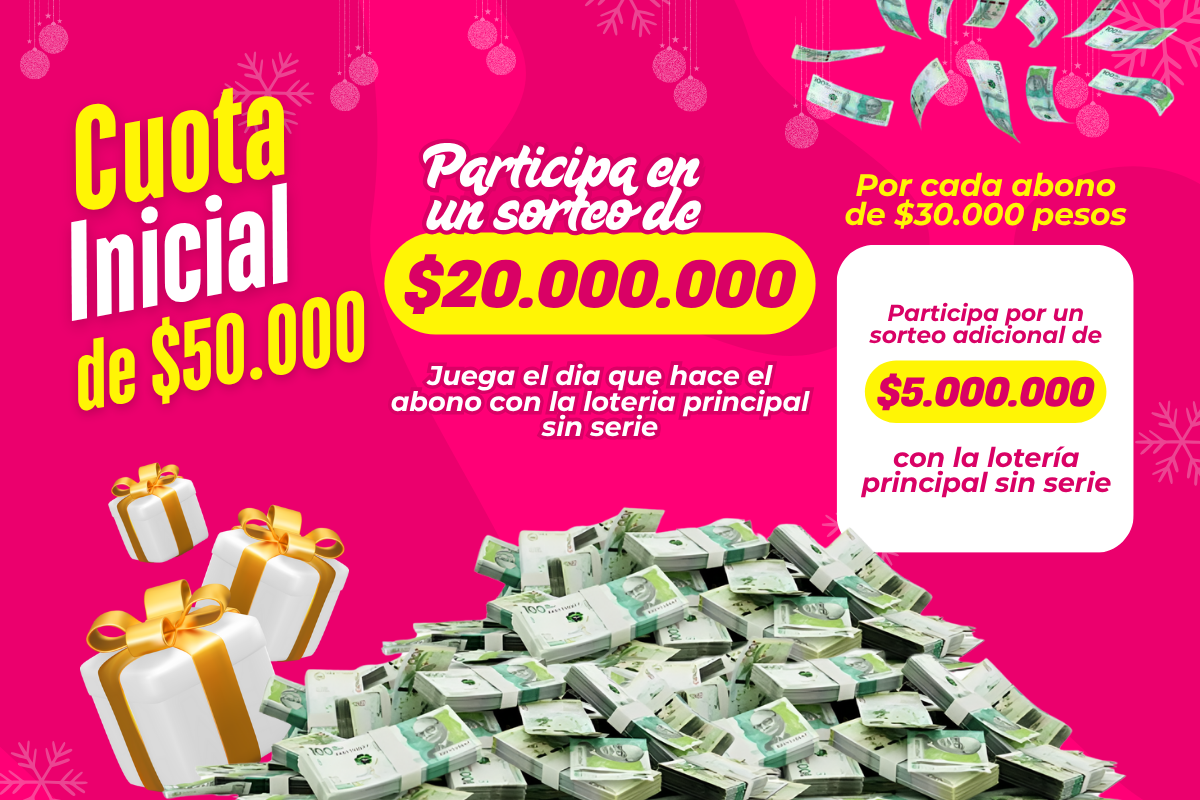 Cuota
Inicial
de $50.000
Participa en
un sorteo de
$20.000.000
Juega el dia que hace el
abono con la loteria principal
sin serie
Por cada abono
de $30.000 pesos
Participa por un
sorteo adicional de
$5.000.000
con la lotería
principal sin serie